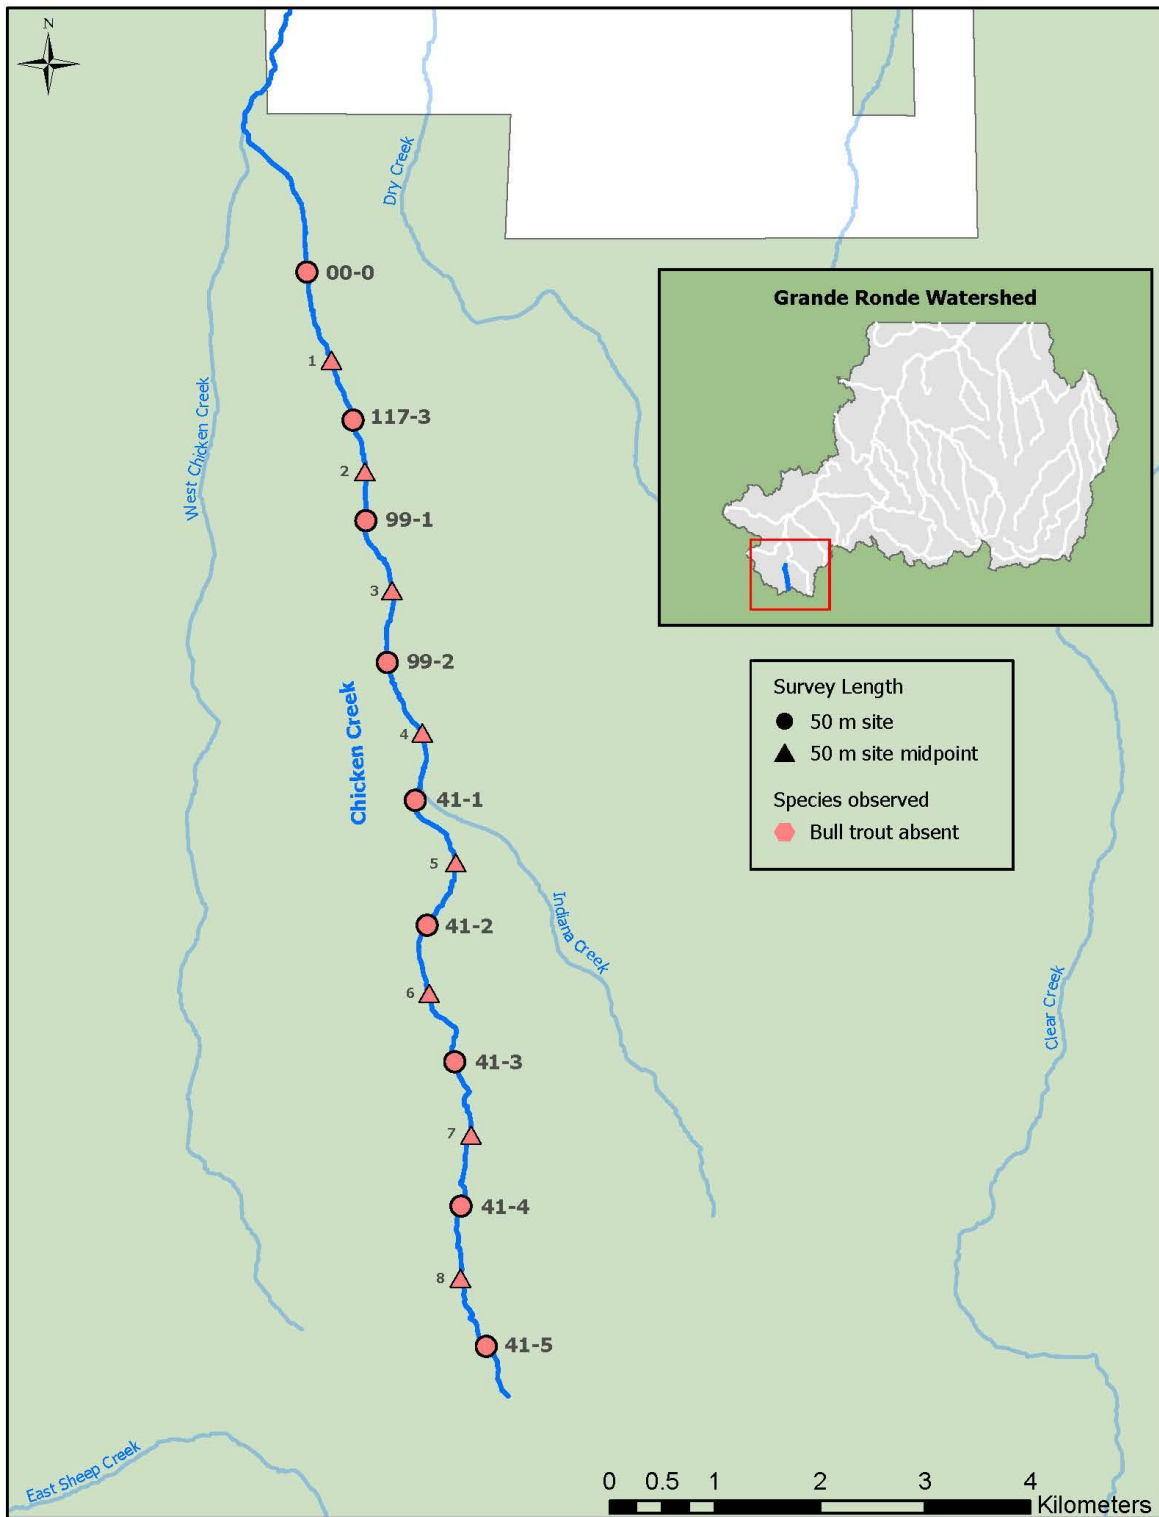 N
Dry Creek
00-0
Grande Ronde Watershed
1
117-3
West Chicken Creek
2
99-1
3
99-2
Survey Length
50 m site
50 m site midpoint
Species observed
Bull trout absent
Chicken Creek
4
41-1
5
Indiana Creek
41-2
6
Clear Creek
41-3
7
41-4
8
41-5
East Sheep Creek
0 0.5 1 2 3 4
Kilometers